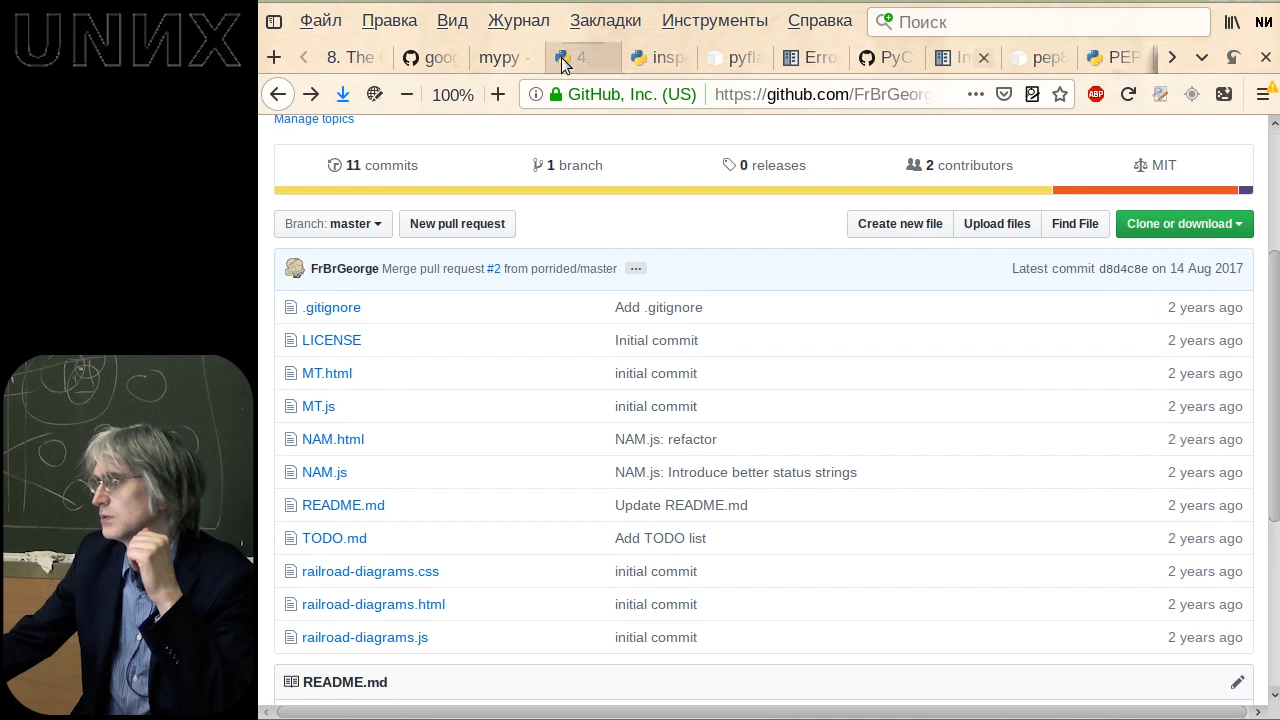 UNИX
Файл Правка Вид Журнал Закладки Инструменты Справка Поиск
8. The goo mypy - 4. insp pyfla Erro PyC In pep8 PEP
100% GitHub, Inc. (US) https://github.com/FrBrGeorg ABP
Manage topics
11 commits 1 branch 0 releases 2 contributors MIT
Branch: master New pull request Create new file Upload files Find File Clone or download
FrBrGeorge Merge pull request #2 from porrided/master ... Latest commit d8d4c8e on 14 Aug 2017
.gitignore Add .gitignore 2 years ago
LICENSE Initial commit 2 years ago
MT.html initial commit 2 years ago
MT.js initial commit 2 years ago
NAM.html NAM.js: refactor 2 years ago
NAM.js NAM.js: Introduce better status strings 2 years ago
README.md Update README.md 2 years ago
TODO.md Add TODO list 2 years ago
railroad-diagrams.css initial commit 2 years ago
railroad-diagrams.html initial commit 2 years ago
railroad-diagrams.js initial commit 2 years ago
README.md